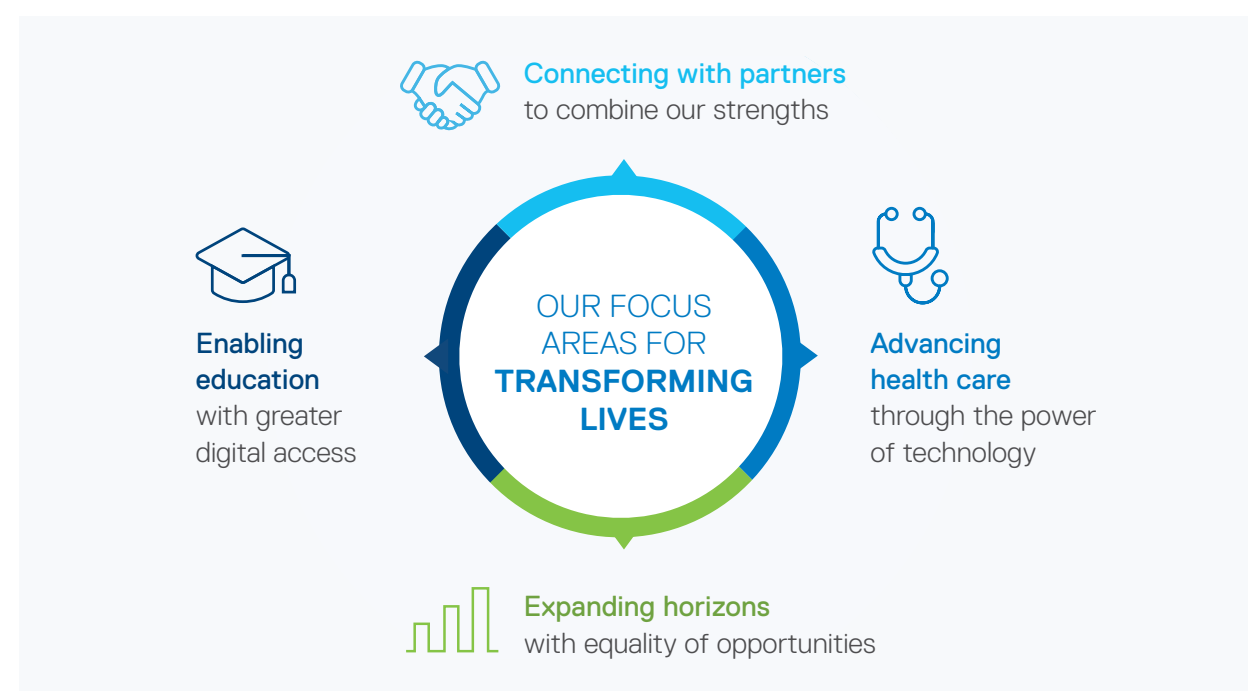 Connecting with partners
to combine our strengths
Enabling
education
with greater
digital access
OUR FOCUS
AREAS FOR
TRANSFORMING
LIVES
Advancing
health care
through the power
of technology
Expanding horizons
with equality of opportunities